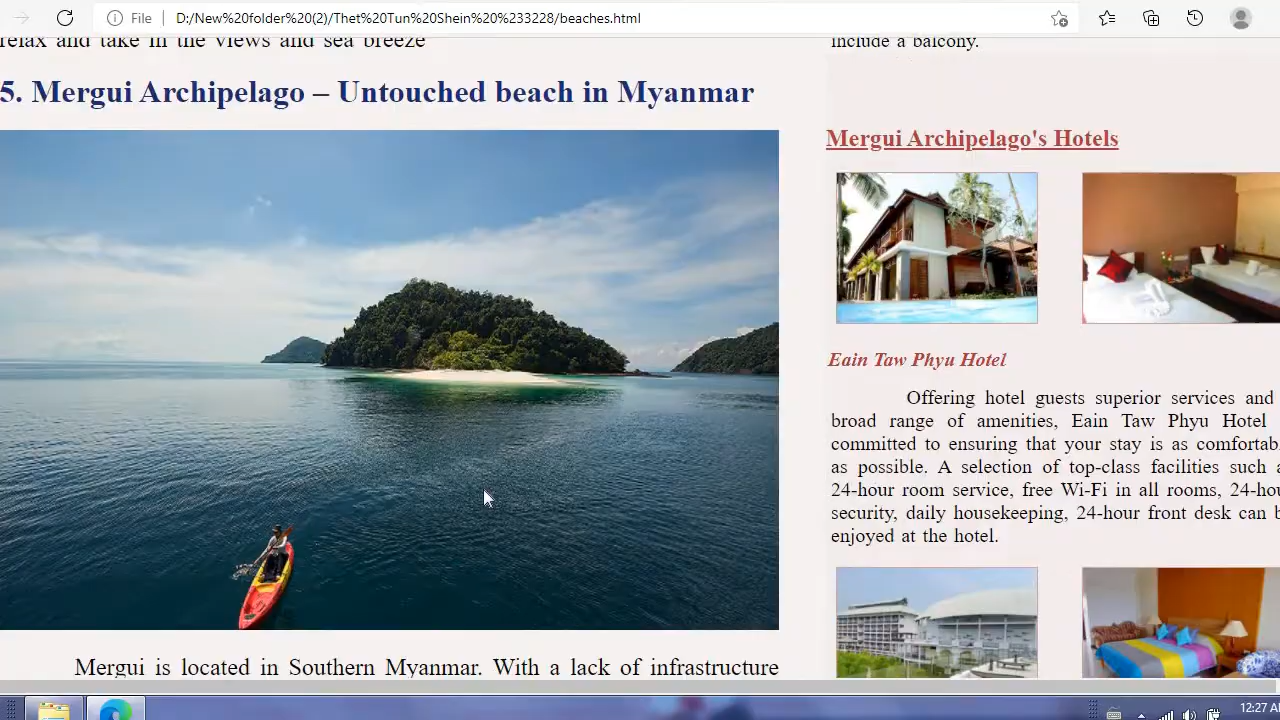 File
D:/New%20folder%20(2)/Thet%20Tun%20Shein%20%233228/beaches.html
relax and take in the views and sea breeze
include a balcony.
5. Mergui Archipelago – Untouched beach in Myanmar
Mergui Archipelago's Hotels
Eain Taw Phyu Hotel
Offering hotel guests superior services and
broad range of amenities, Eain Taw Phyu Hotel
committed to ensuring that your stay is as
as possible. A selection of top-class facilities such
24-hour room service, free Wi-Fi in all rooms,
security, daily housekeeping, 24-hour front desk can
enjoyed at the hotel.
Mergui is located in Southern Myanmar. With a lack of infrastructure
12:27